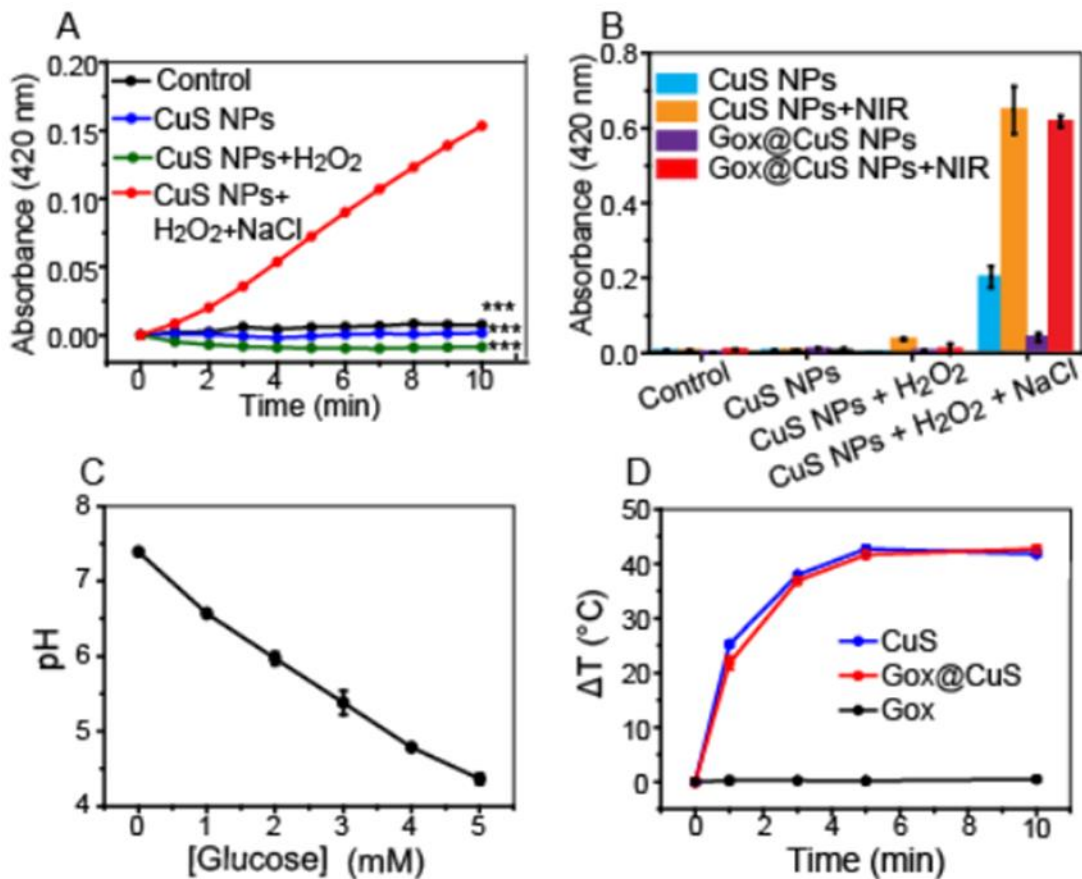 A
Absorbance (420 nm)
0.20
0.15
0.10
0.05
0.00
Control
CuS NPs
CuS NPs+H₂O₂
CuS NPs+
H₂O₂+NaCl
***
***
***
0 2 4 6 8 10
Time (min)
B
Absorbance (420 nm)
0.8
0.6
0.4
0.2
0.0
CuS NPs
CuS NPs+NIR
Gox@CuS NPs
Gox@CuS NPs+NIR
Control
CuS NPs
CuS NPs + H₂O₂
CuS NPs + H₂O₂ + NaCl
C
pH
8
7
6
5
4
0 1 2 3 4 5
[Glucose] (mM)
D
ΔT (°C)
50
40
30
20
10
0
CuS
Gox@CuS
Gox
0 2 4 6 8 10
Time (min)